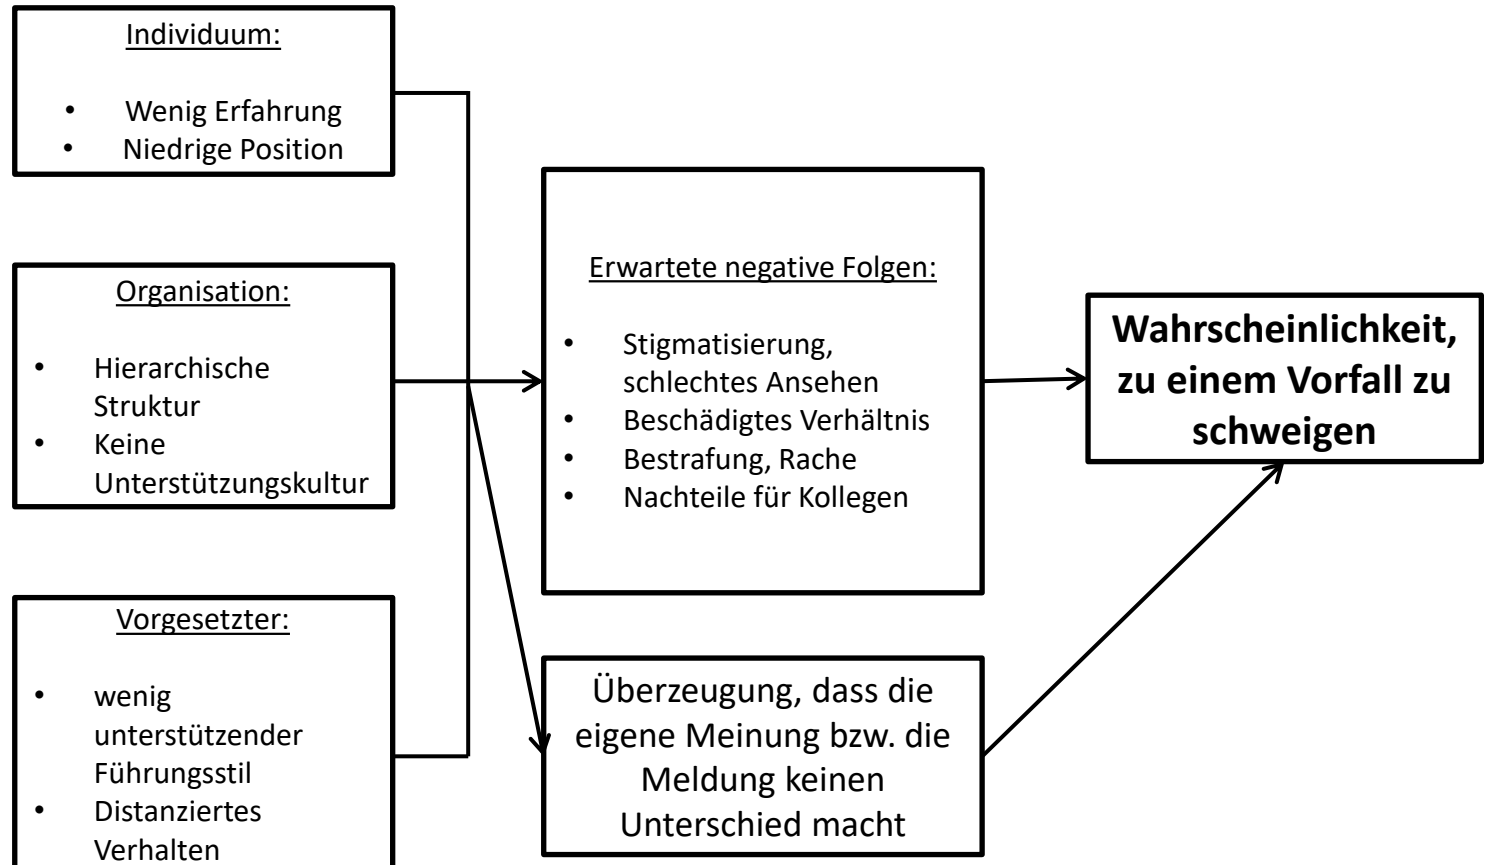 Individuum:
• Wenig Erfahrung
• Niedrige Position
Organisation:
• Hierarchische
Struktur
• Keine
Unterstützungskultur
Vorgesetzter:
• wenig
unterstützender
Führungsstil
• Distanziertes
Verhalten
Erwartete negative Folgen:
• Stigmatisierung,
schlechtes Ansehen
• Beschädigtes Verhältnis
• Bestrafung, Rache
• Nachteile für Kollegen
Überzeugung, dass die
eigene Meinung bzw. die
Meldung keinen
Unterschied macht
Wahrscheinlichkeit,
zu einem Vorfall zu
schweigen